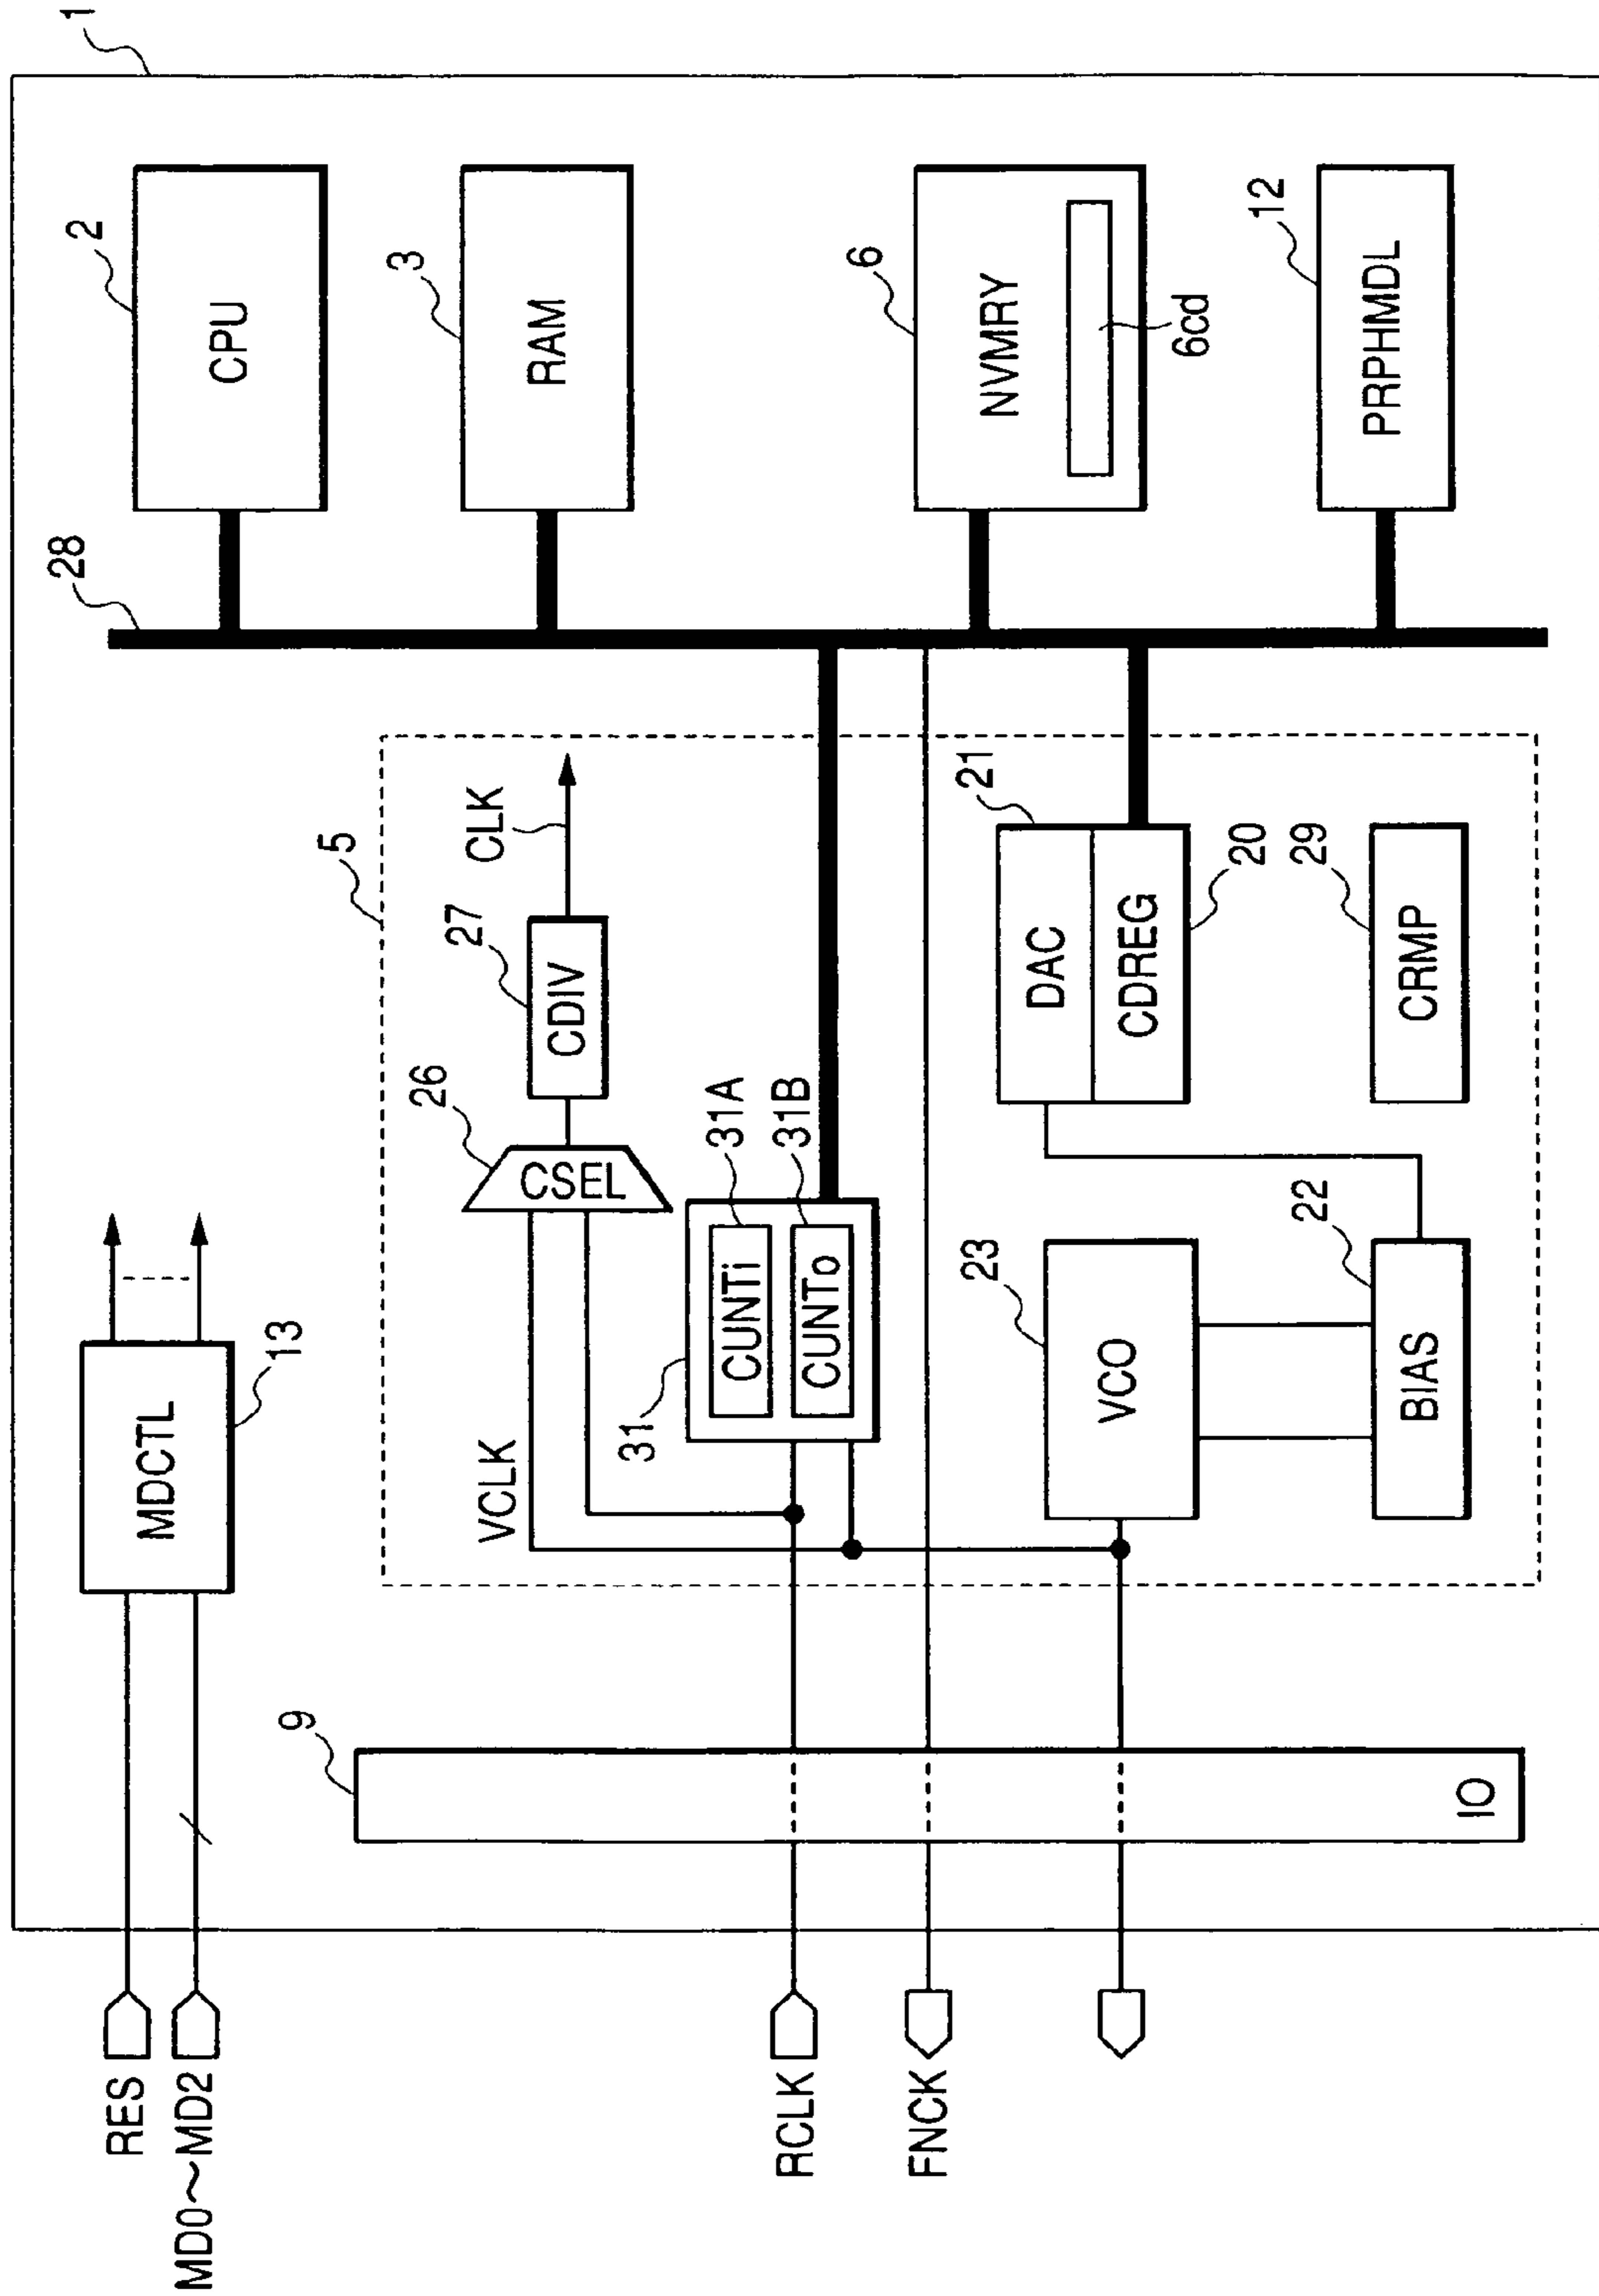 1
RES
MD0~MD2
MDCTL
13
28
2
CPU
3
RAM
5
VCLK
26
CSEL
27
CDIV
CLK
9
31
CUNTi
31A
CUNTo
31B
RCLK
FNCK
6
NVMRY
6cd
23
VCO
21
DAC
CDREG
20
22
BIAS
29
CRMP
12
PRPHMDL
IO